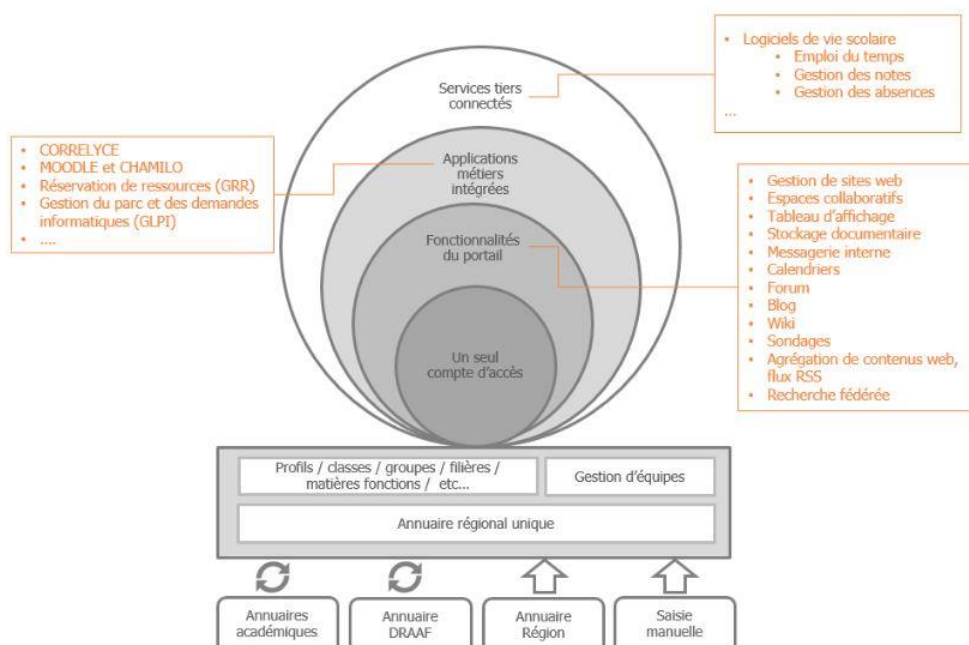 • Logiciels de vie scolaire
• Emploi du temps
• Gestion des notes
• Gestion des absences
...
Services tiers
connectés
• CORRELYCE
• MOODLE et CHAMILO
• Réservation de ressources (GRR)
• Gestion du parc et des demandes
informatiques (GLPI)
• ....
Applications
métiers
intégrées
Fonctionnalités
du portail
• Gestion de sites web
• Espaces collaboratifs
• Tableau d'affichage
• Stockage documentaire
• Messagerie interne
• Calendriers
• Forum
• Blog
• Wiki
• Sondages
• Agrégation de contenus web,
flux RSS
• Recherche fédérée
Un seul
compte d'accès
Profils / classes / groupes / filières /
matières fonctions / etc...
Gestion d'équipes
Annuaire régional unique
Annuaires
académiques
Annuaire
DRAAF
Annuaire
Région
Saisie
manuelle